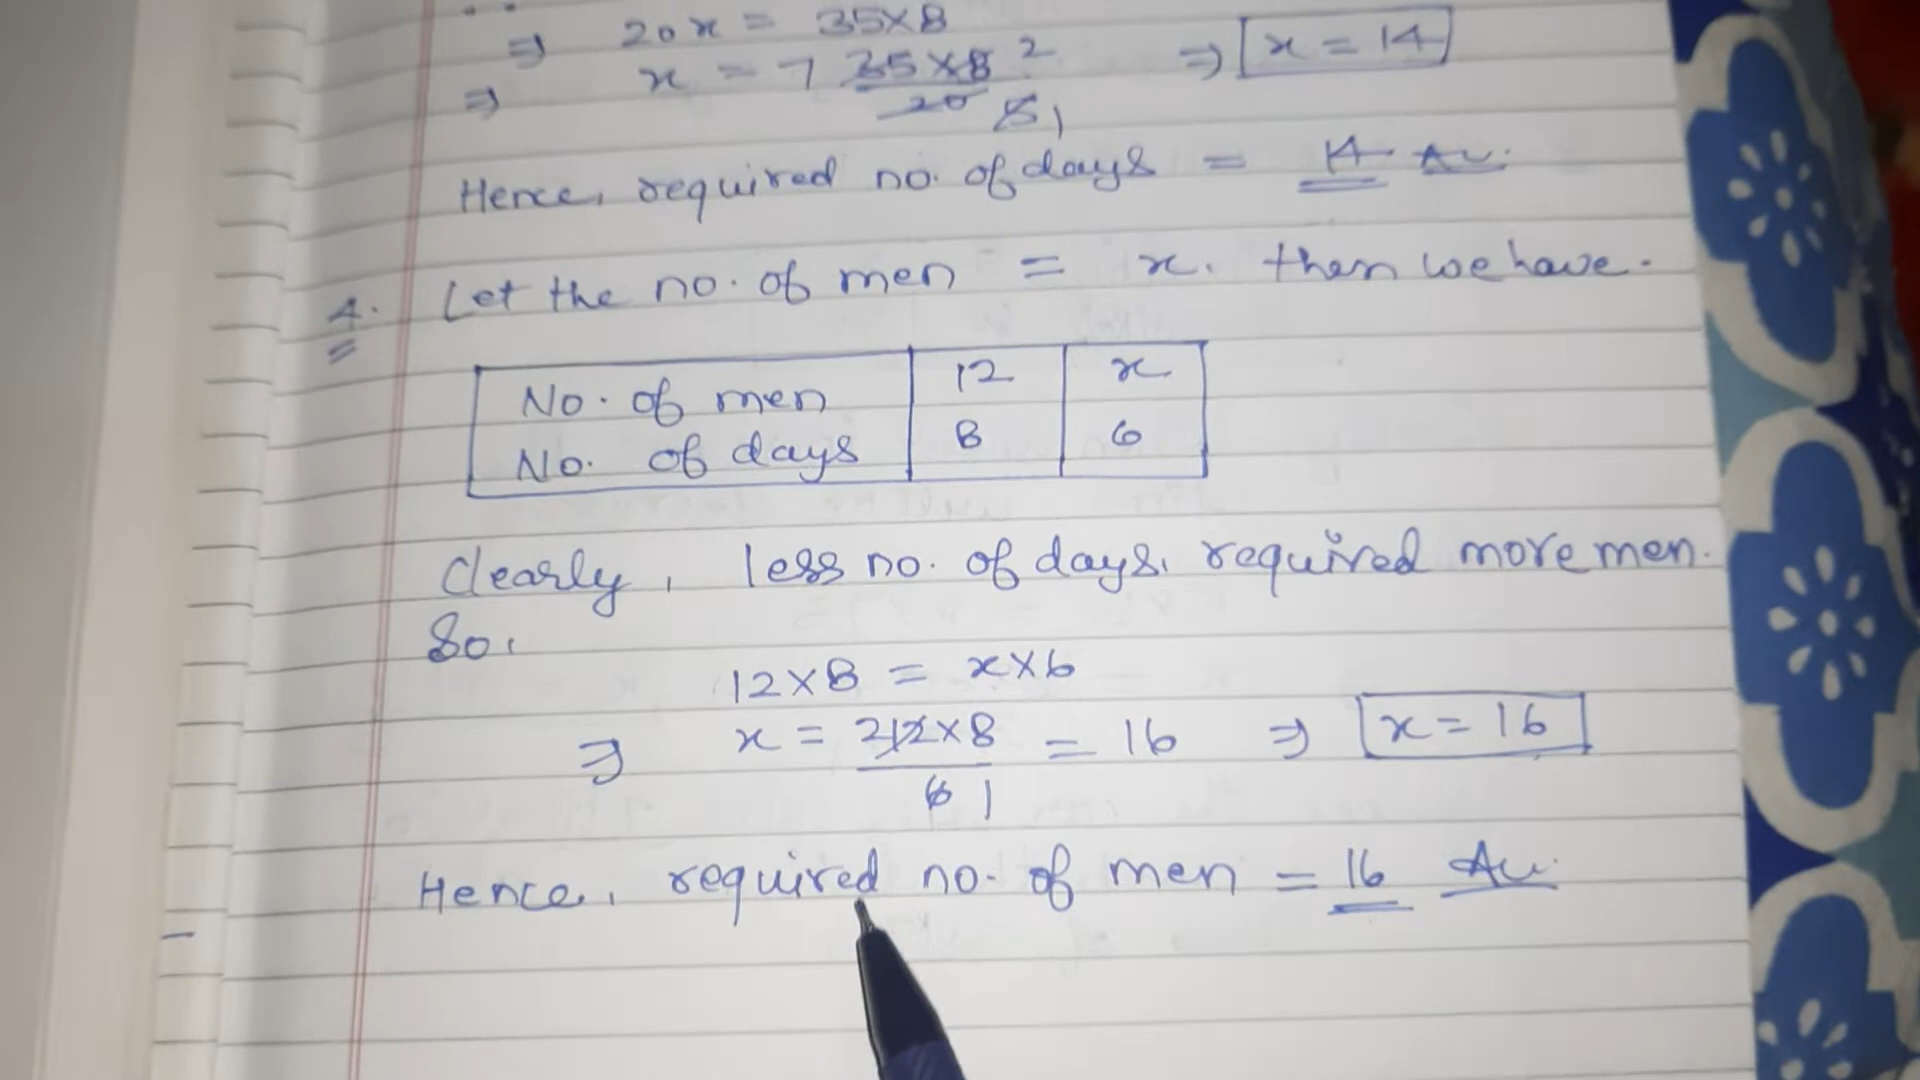 ⇒ 20x = 35×8
⇒ x = 7 35×8 2 ⇒ x = 14
20 5 1
Hence, required no. of days = 14 Ans.
4. Let the no. of men = x. then we have.
No. of men 12 x
No. of days 8 6
Clearly, less no. of days, required more men.
So,
12×8 = x×6
⇒ x = 2 12×8 = 16 ⇒ x = 16
6 1
Hence, required no. of men = 16 Ans.